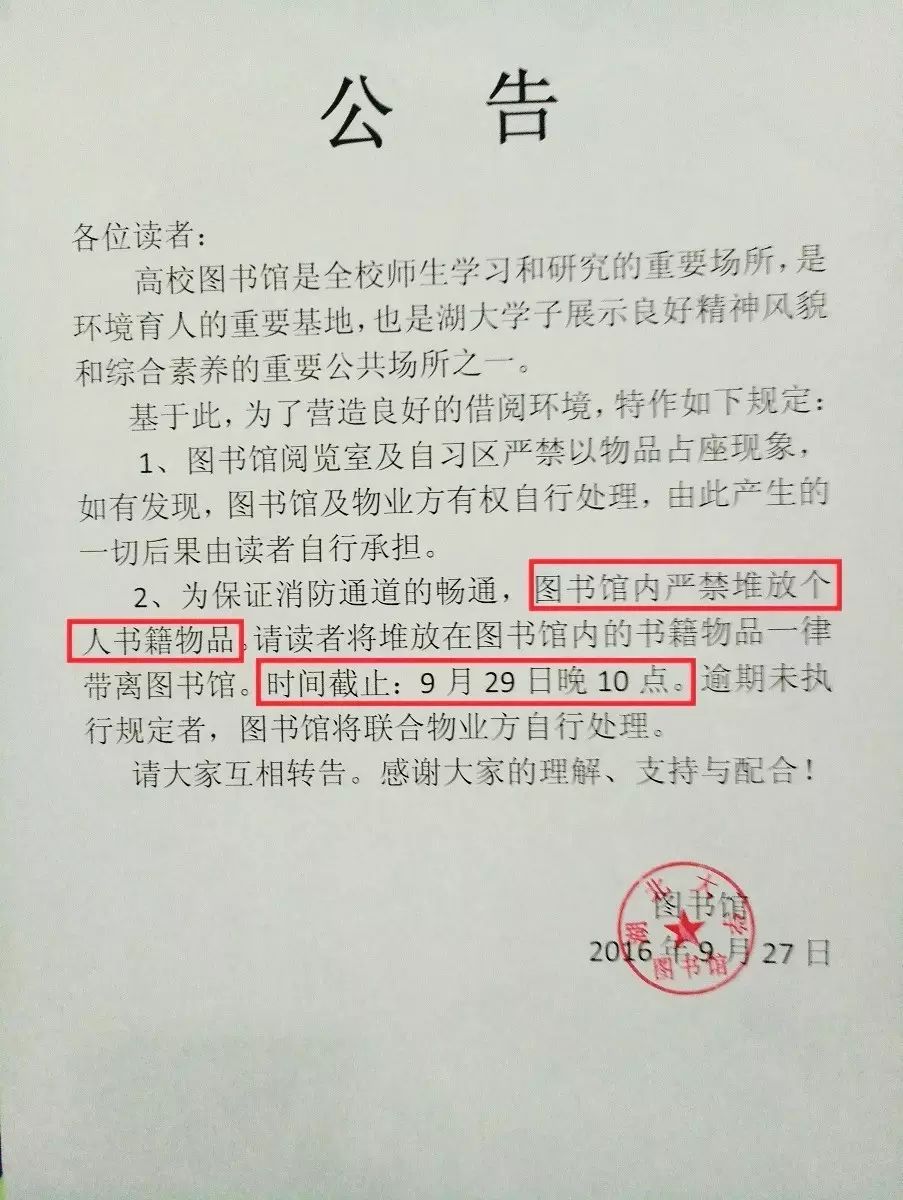 公 告
各位读者:
高校图书馆是全校师生学习和研究的重要场所,是
环境育人的重要基地,也是湖大学子展示良好精神风貌
和综合素养的重要公共场所之一。
基于此,为了营造良好的借阅环境,特作如下规定:
1、图书馆阅览室及自习区严禁以物品占座现象,
如有发现,图书馆及物业方有权自行处理,由此产生的
一切后果由读者自行承担。
2、为保证消防通道的畅通,图书馆内严禁堆放个
人书籍物品。请读者将堆放在图书馆内的书籍物品一律
带离图书馆。时间截止:9月29日晚10点。逾期未执
行规定者,图书馆将联合物业方自行处理。
请大家互相转告。感谢大家的理解、支持与配合!
图书馆
2016年9月27日
湖北大学
图书馆